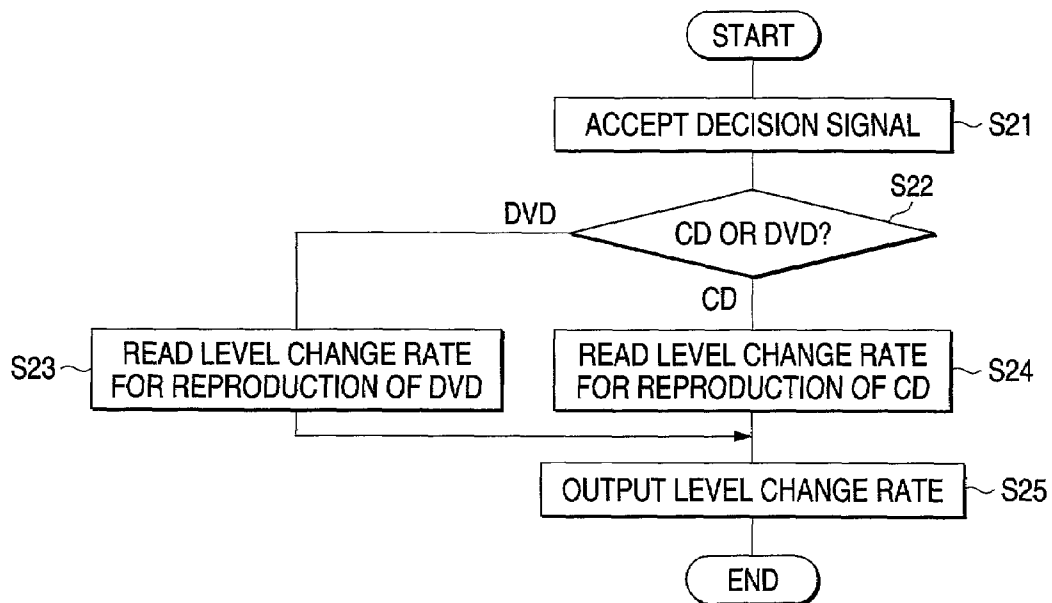 START
ACCEPT DECISION SIGNAL
S21
S22
DVD
CD OR DVD?
CD
S23
READ LEVEL CHANGE RATE
FOR REPRODUCTION OF DVD
READ LEVEL CHANGE RATE
FOR REPRODUCTION OF CD
S24
OUTPUT LEVEL CHANGE RATE
S25
END